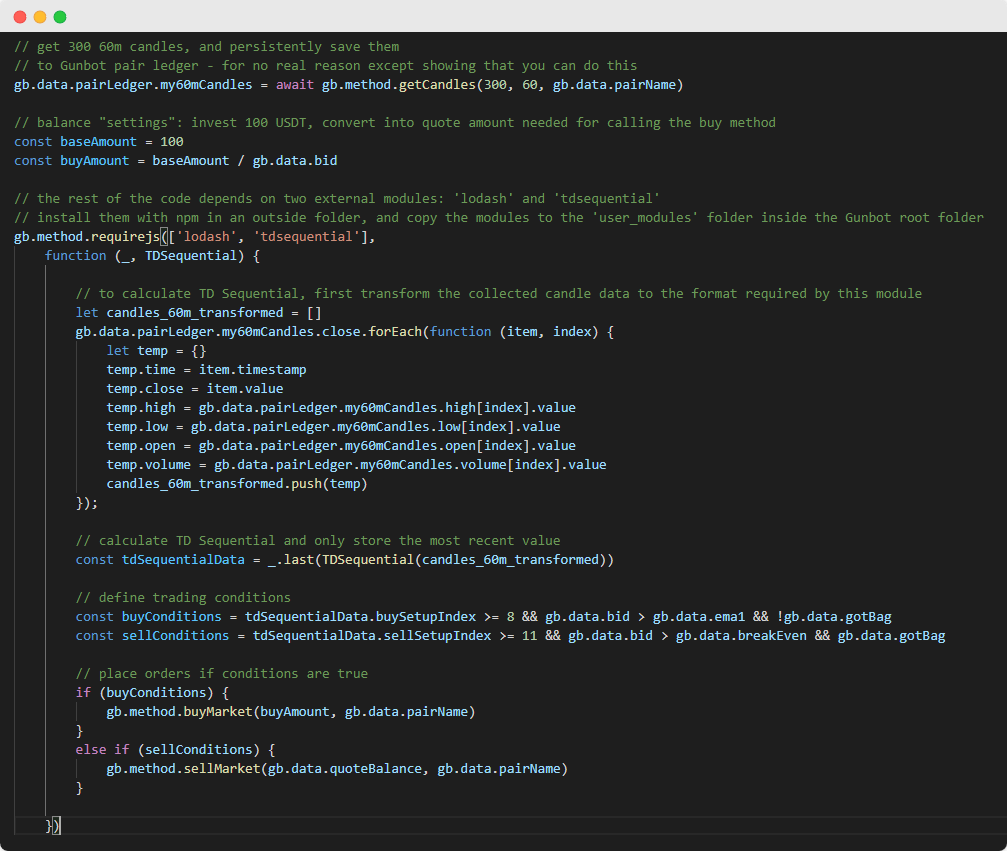 // get 300 60m candles, and persistently save them
// to Gunbot pair ledger - for no real reason except showing that you can do this
gb.data.pairLedger.my60mCandles = await gb.method.getCandles(300, 60, gb.data.pairName)
// balance "settings": invest 100 USDT, convert into quote amount needed for calling the buy method
const baseAmount = 100
const buyAmount = baseAmount / gb.data.bid
// the rest of the code depends on two external modules: 'lodash' and 'tdsequential'
// install them with npm in an outside folder, and copy the modules to the 'user_modules' folder inside the Gunbot root folder
gb.method.requirejs(['lodash', 'tdsequential'],
function (_, TDSequential) {
// to calculate TD Sequential, first transform the collected candle data to the format required by this module
let candles_60m_transformed = []
gb.data.pairLedger.my60mCandles.close.forEach(function (item, index) {
let temp = {}
temp.time = item.timestamp
temp.close = item.value
temp.high = gb.data.pairLedger.my60mCandles.high[index].value
temp.low = gb.data.pairLedger.my60mCandles.low[index].value
temp.open = gb.data.pairLedger.my60mCandles.open[index].value
temp.volume = gb.data.pairLedger.my60mCandles.volume[index].value
candles_60m_transformed.push(temp)
});
// calculate TD Sequential and only store the most recent value
const tdSequentialData = _.last(TDSequential(candles_60m_transformed))
// define trading conditions
const buyConditions = tdSequentialData.buySetupIndex >= 8 && gb.data.bid > gb.data.ema1 && !gb.data.gotBag
const sellConditions = tdSequentialData.sellSetupIndex >= 11 && gb.data.bid > gb.data.breakEven && gb.data.gotBag
// place orders if conditions are true
if (buyConditions) {
gb.method.buyMarket(buyAmount, gb.data.pairName)
}
else if (sellConditions) {
gb.method.sellMarket(gb.data.quoteBalance, gb.data.pairName)
}
})